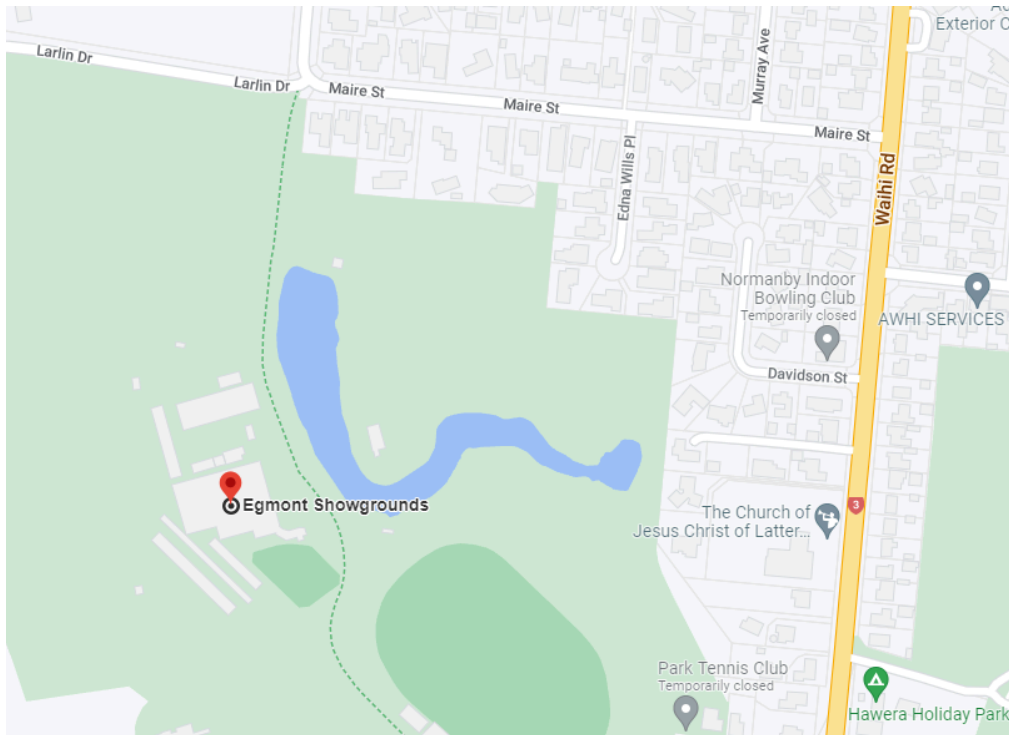 Ac
Exterior C
Larlin Dr
Larlin Dr
Maire St
Maire St
Maire St
Murray Ave
Edna Wills Pl
Waihi Rd
Normanby Indoor
Bowling Club
Temporarily closed
AWHI SERVICES
Davidson St
Egmont Showgrounds
The Church of
Jesus Christ of Latter...
3
Park Tennis Club
Temporarily closed
Hawera Holiday Park